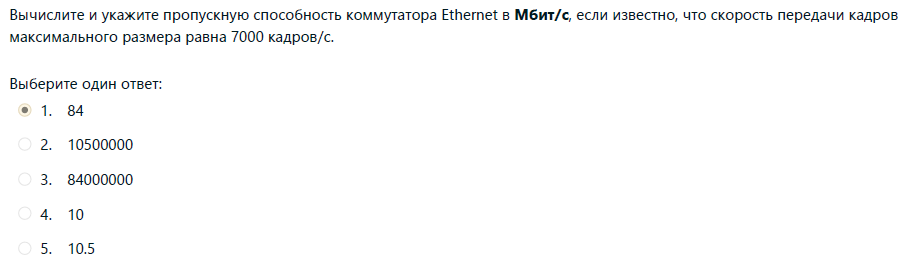 Вычислите и укажите пропускную способность коммутатора Ethernet в Мбит/с, если известно, что скорость передачи кадров
максимального размера равна 7000 кадров/с.
Выберите один ответ:
1. 84
2. 10500000
3. 84000000
4. 10
5. 10.5